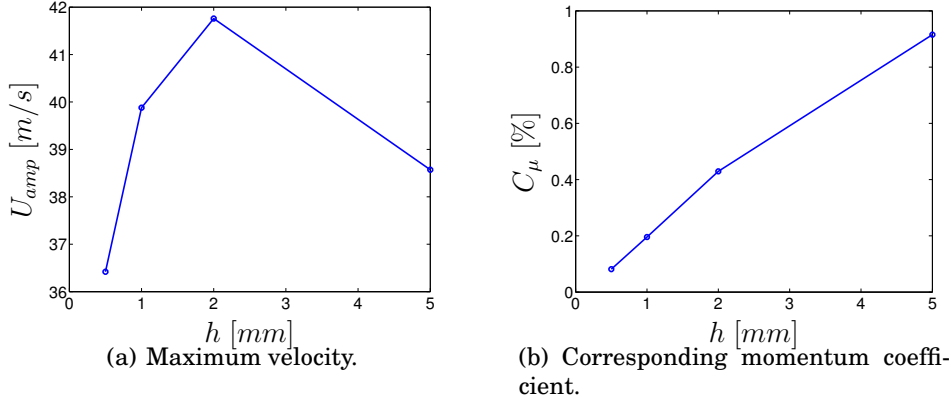 42
41
40
39
38
37
36
0 1 2 3 4 5
U_{amp} [m/s]
h [mm]
(a) Maximum velocity.
1
0.8
0.6
0.4
0.2
0
0 1 2 3 4 5
C_μ [%]
h [mm]
(b) Corresponding momentum coeffi-
cient.